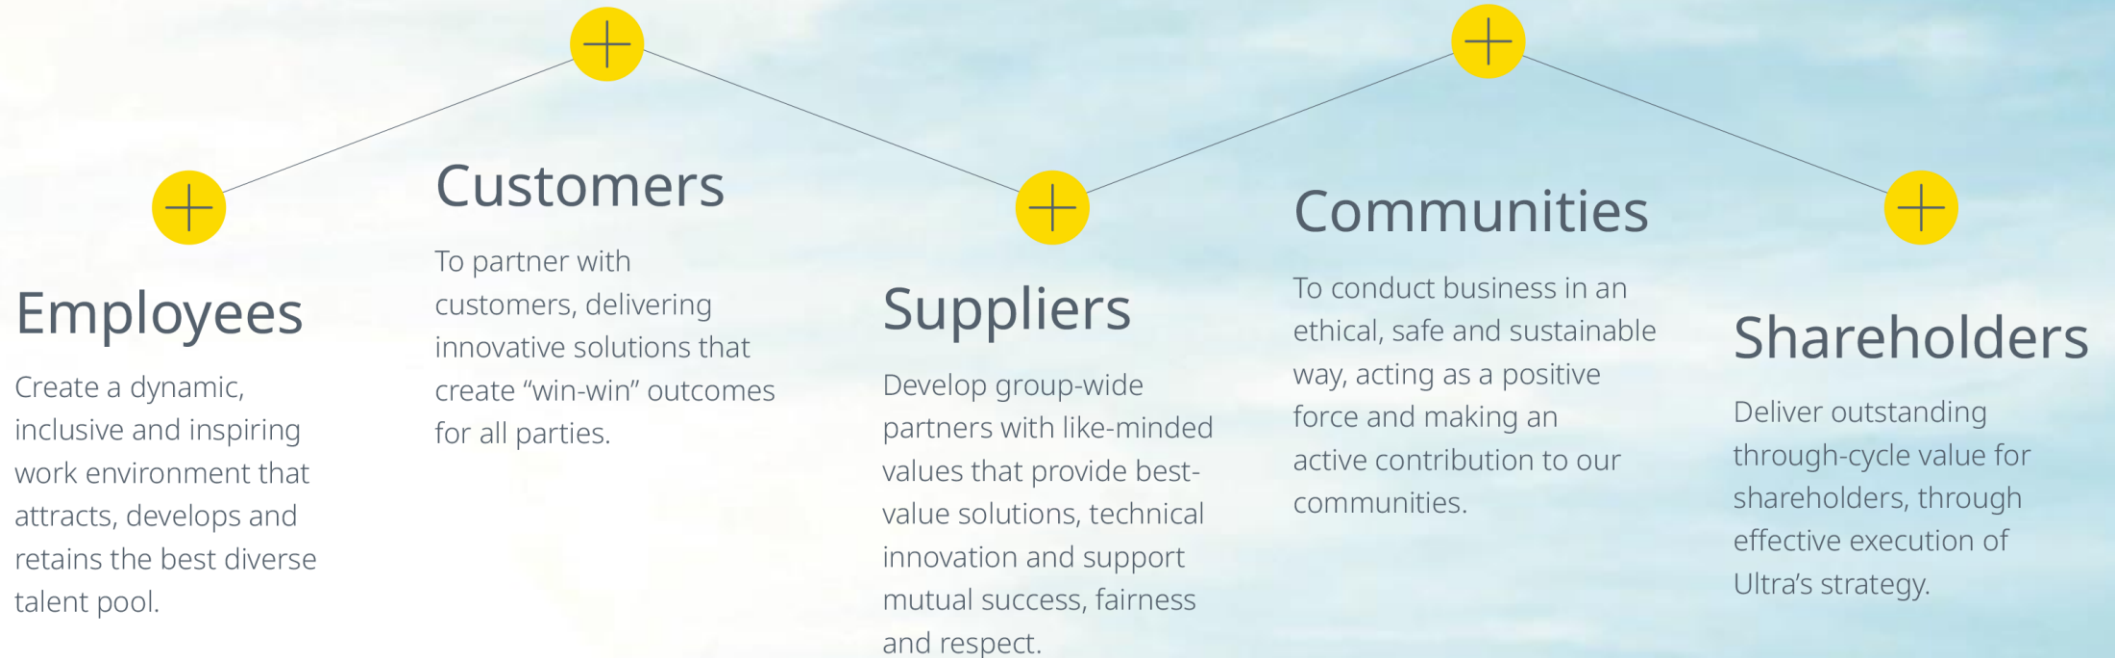 Employees
Create a dynamic,
inclusive and inspiring
work environment that
attracts, develops and
retains the best diverse
talent pool.
Customers
To partner with
customers, delivering
innovative solutions that
create “win-win” outcomes
for all parties.
Suppliers
Develop group-wide
partners with like-minded
values that provide best-
value solutions, technical
innovation and support
mutual success, fairness
and respect.
Communities
To conduct business in an
ethical, safe and sustainable
way, acting as a positive
force and making an
active contribution to our
communities.
Shareholders
Deliver outstanding
through-cycle value for
shareholders, through
effective execution of
Ultra’s strategy.